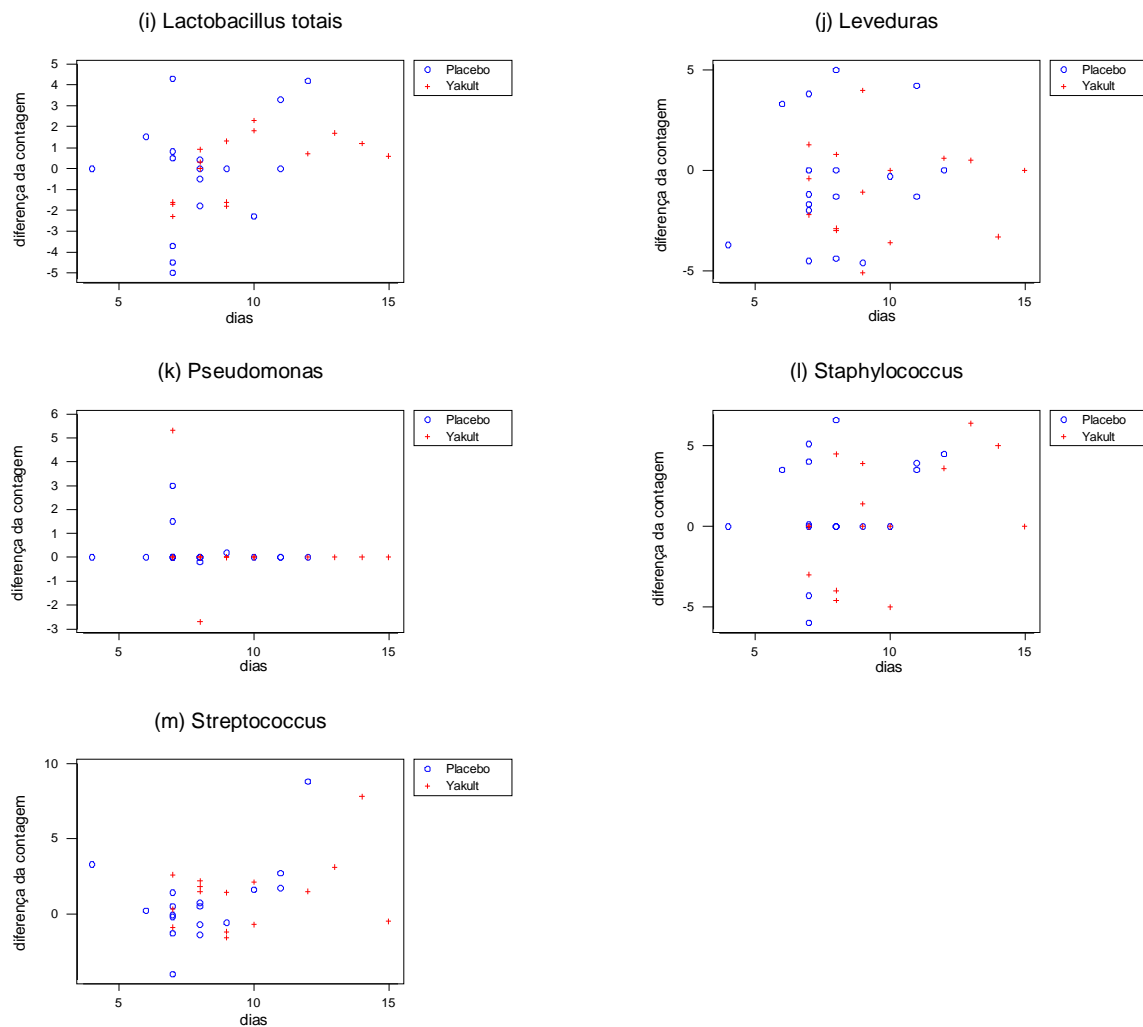 (i) Lactobacillus totais
5
4
3
2
1
0
-1
-2
-3
-4
-5
diferença da contagem
5 10 15
dias
Placebo
Yakult
(j) Leveduras
5
0
-5
diferença da contagem
5 10 15
dias
Placebo
Yakult
(k) Pseudomonas
6
5
4
3
2
1
0
-1
-2
-3
diferença da contagem
5 10 15
dias
Placebo
Yakult
(l) Staphylococcus
5
0
-5
diferença da contagem
5 10 15
dias
Placebo
Yakult
(m) Streptococcus
10
5
0
diferença da contagem
5 10 15
dias
Placebo
Yakult